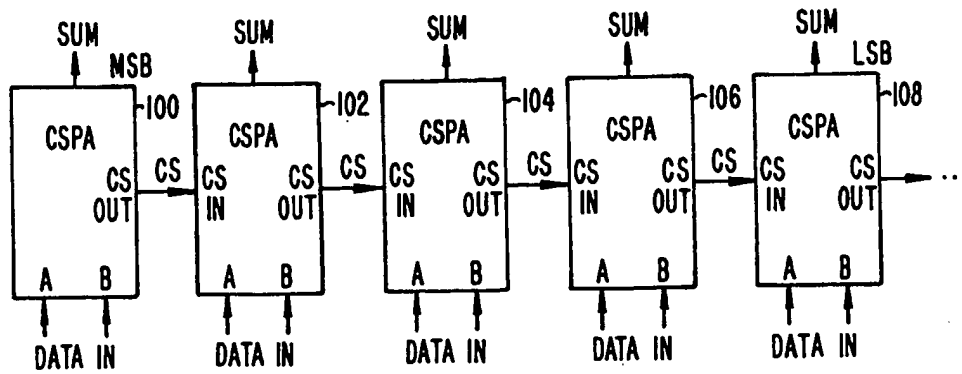 SUM SUM SUM SUM SUM
MSB LSB
100 102 104 106 108
CSPA CSPA CSPA CSPA CSPA
CS CS CS CS
CS OUT
CS IN CS OUT
CS IN CS OUT
CS IN CS OUT
CS IN CS OUT
A B A B A B A B A B
DATA IN DATA IN DATA IN DATA IN DATA IN